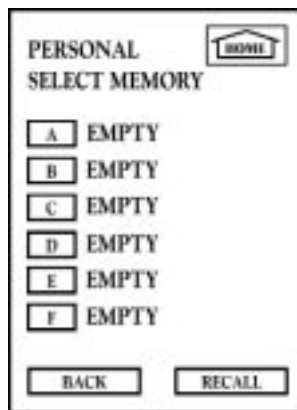 PERSONAL
HOME
SELECT MEMORY
A EMPTY
B EMPTY
C EMPTY
D EMPTY
E EMPTY
F EMPTY
BACK
RECALL